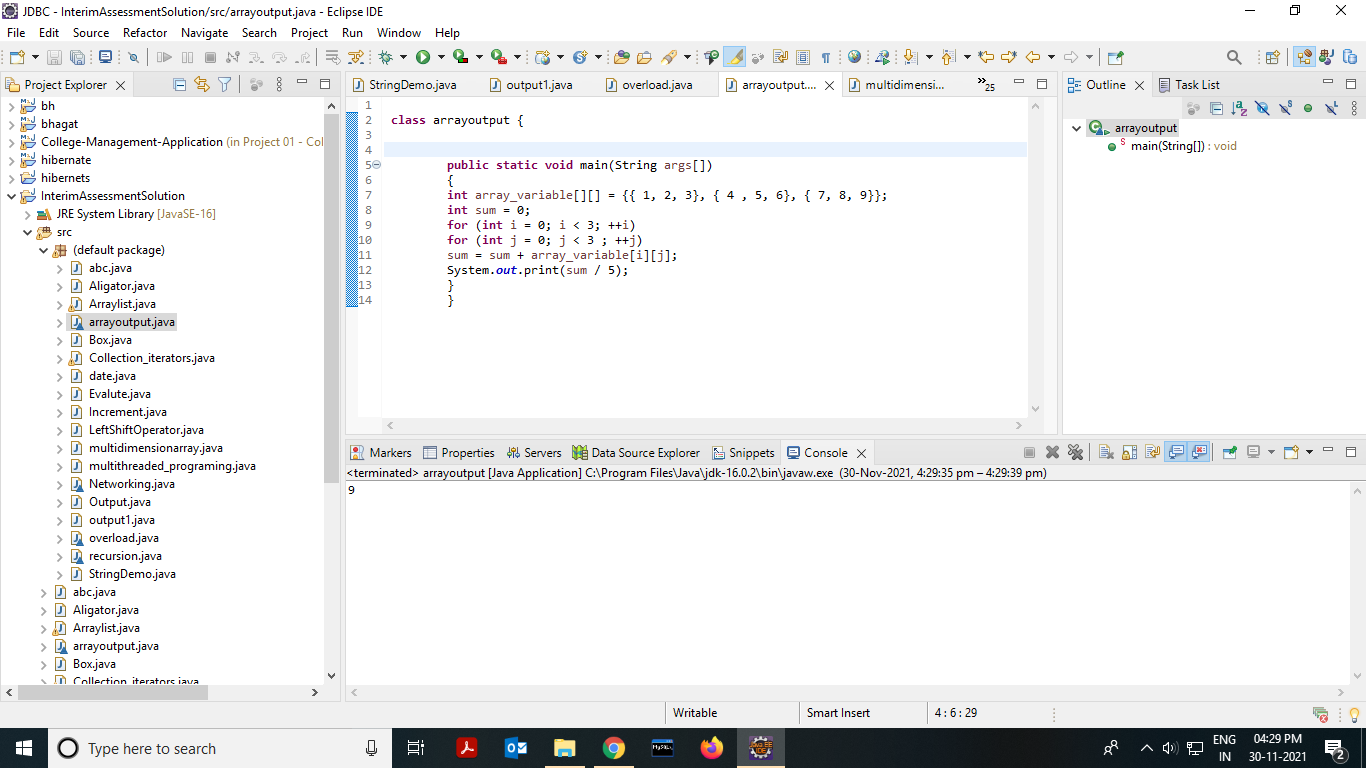 JDBC - InterimAssessmentSolution/src/arrayoutput.java - Eclipse IDE
File Edit Source Refactor Navigate Search Project Run Window Help
Project Explorer
bh
bhagat
College-Management-Application (in Project 01 - Col
hibernate
hibernets
InterimAssessmentSolution
JRE System Library [JavaSE-16]
src
(default package)
abc.java
Aligator.java
Arraylist.java
arrayoutput.java
Box.java
Collection_iterators.java
date.java
Evalute.java
Increment.java
LeftShiftOperator.java
multidimensionarray.java
multithreaded_programing.java
Networking.java
Output.java
output1.java
overload.java
recursion.java
StringDemo.java
abc.java
Aligator.java
Arraylist.java
arrayoutput.java
Box.java
Collection_iterators.java
StringDemo.java output1.java overload.java arrayoutput.... multidimensi... »25
1
2 class arrayoutput {
3
4
5 public static void main(String args[])
6 {
7 int array_variable[][] = {{ 1, 2, 3}, { 4 , 5, 6}, { 7, 8, 9}};
8 int sum = 0;
9 for (int i = 0; i < 3; ++i)
10 for (int j = 0; j < 3 ; ++j)
11 sum = sum + array_variable[i][j];
12 System.out.print(sum / 5);
13 }
14 }
Outline Task List
arrayoutput
main(String[]) : void
Markers Properties Servers Data Source Explorer Snippets Console
<terminated> arrayoutput [Java Application] C:\Program Files\Java\jdk-16.0.2\bin\javaw.exe (30-Nov-2021, 4:29:35 pm – 4:29:39 pm)
9
Writable Smart Insert 4 : 6 : 29
Type here to search
ENG
IN
04:29 PM
30-11-2021
2